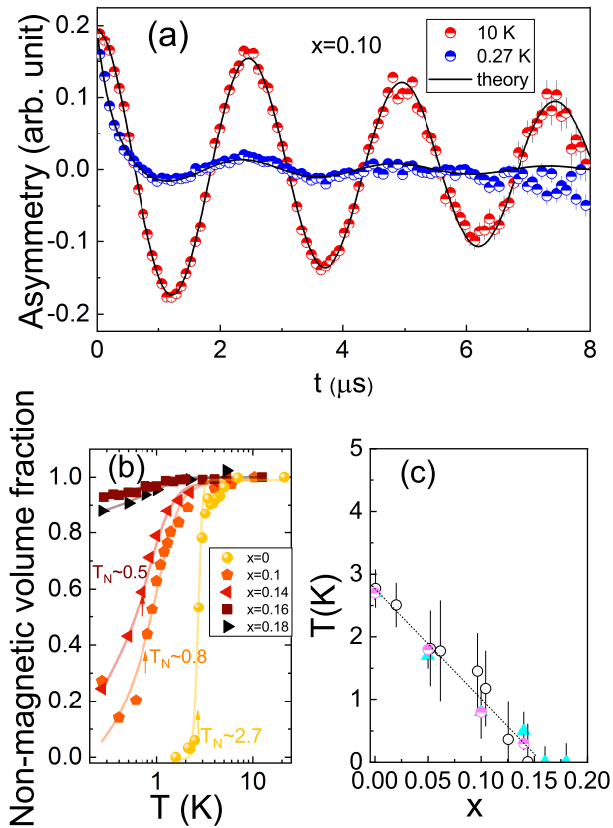 (a)
x=0.10
10 K
0.27 K
theory
Asymmetry (arb. unit)
0.2
0.1
0.0
-0.1
-0.2
0 2 4 6 8
t (μs)
(b)
Non-magnetic volume fraction
1.0
0.8
0.6
0.4
0.2
0.0
x=0
x=0.1
x=0.14
x=0.16
x=0.18
T_N~0.5
T_N~0.8
T_N~2.7
1 10
T (K)
(c)
T(K)
4
3
2
1
0
0.00 0.05 0.10 0.15 0.20
x